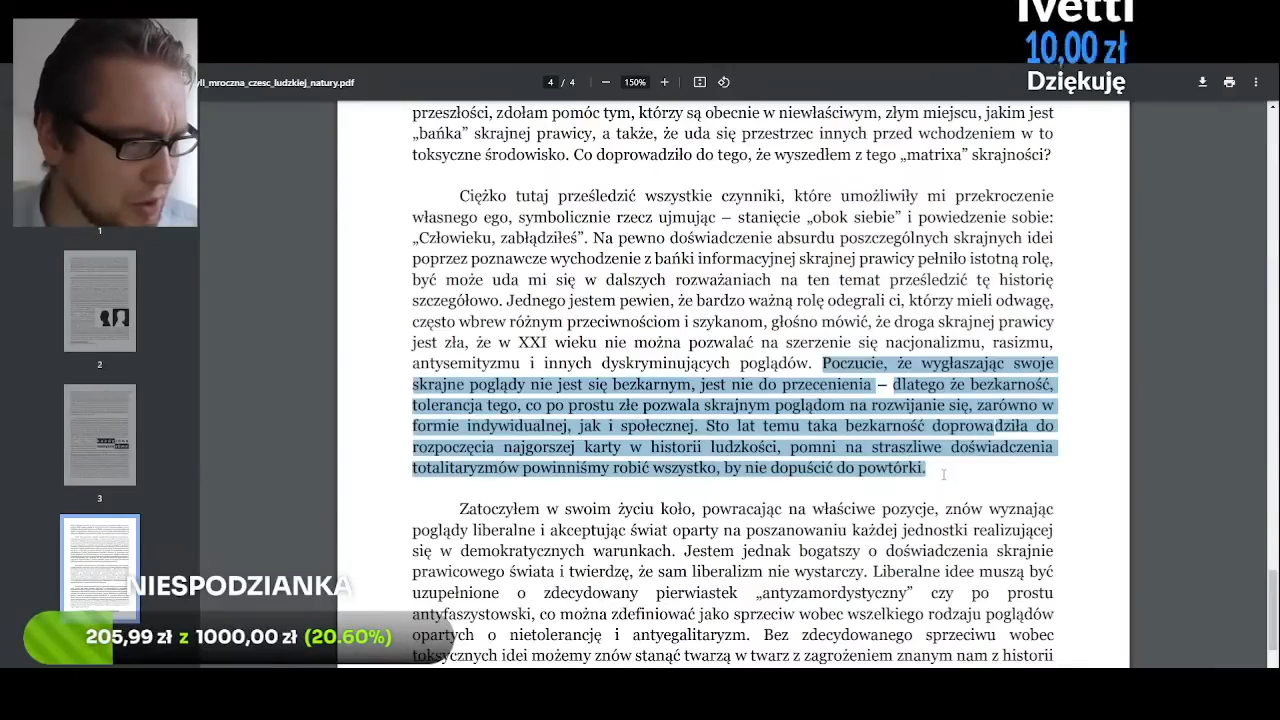 Ivetti
10,00 zł
Dziękuję
yli_mroczna_czesc_ludzkiej_natury.pdf
4 / 4
150%
przeszłości, zdołam pomóc tym, którzy są obecnie w niewłaściwym, złym miejscu, jakim jest
„bańka” skrajnej prawicy, a także, że uda się przestrzec innych przed wchodzeniem w to
toksyczne środowisko. Co doprowadziło do tego, że wyszedłem z tego „matrixa” skrajności?
Ciężko tutaj prześledzić wszystkie czynniki, które umożliwiły mi przekroczenie
własnego ego, symbolicznie rzecz ujmując – stanięcie „obok siebie” i powiedzenie sobie:
„Człowieku, zabłądziłeś”. Na pewno doświadczenie absurdu poszczególnych skrajnych idei
poprzez poznawcze wychodzenie z bańki informacyjnej skrajnej prawicy pełniło istotną rolę,
być może uda mi się w dalszych rozważaniach na ten temat prześledzić tę historię
szczegółowo. Jednego jestem pewien, że bardzo ważną rolę odegrali ci, którzy mieli odwagę,
często wbrew różnym przeciwnościom i szykanom, głośno mówić, że droga skrajnej prawicy
jest zła, że w XXI wieku nie można pozwalać na szerzenie się nacjonalizmu, rasizmu,
antysemityzmu i innych dyskryminujących poglądów. Poczucie, że wygłaszając swoje
skrajne poglądy nie jest się bezkarnym, jest nie do przecenienia – dlatego że bezkarność,
tolerancja tego, co po prostu złe pozwala skrajnym poglądom na rozwijanie się, zarówno w
formie indywidualnej, jak i społecznej. Sto lat temu taka bezkarność doprowadziła do
rozpoczęcia najgorszej karty w historii ludzkości, pomni na straszliwe doświadczenia
totalitaryzmów powinniśmy robić wszystko, by nie dopuścić do powtórki.
Zatoczyłem w swoim życiu koło, powracając na właściwe pozycje, znów wyznając
poglądy liberalne i akceptując świat oparty na poszanowaniu każdej jednostki realizującej
się w demokratycznych warunkach. Jestem jednak bogatszy o doświadczenia skrajnie
prawicowego świata i twierdzę, że sam liberalizm nie wystarczy. Liberalne idee muszą być
uzupełnione o zdecydowany pierwiastek „antyzamordystyczny” czy po prostu
antyfaszystowski, co można zdefiniować jako sprzeciw wobec wszelkiego rodzaju poglądów
opartych o nietolerancję i antyegalitaryzm. Bez zdecydowanego sprzeciwu wobec
toksycznych idei możemy znów stanąć twarzą w twarz z zagrożeniem znanym nam z historii
1
2
3
NIESPODZIANKA
205,99 zł z 1000,00 zł (20.60%)